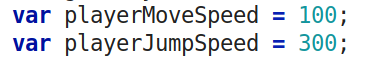 var playerMoveSpeed = 100;
var playerJumpSpeed = 300;